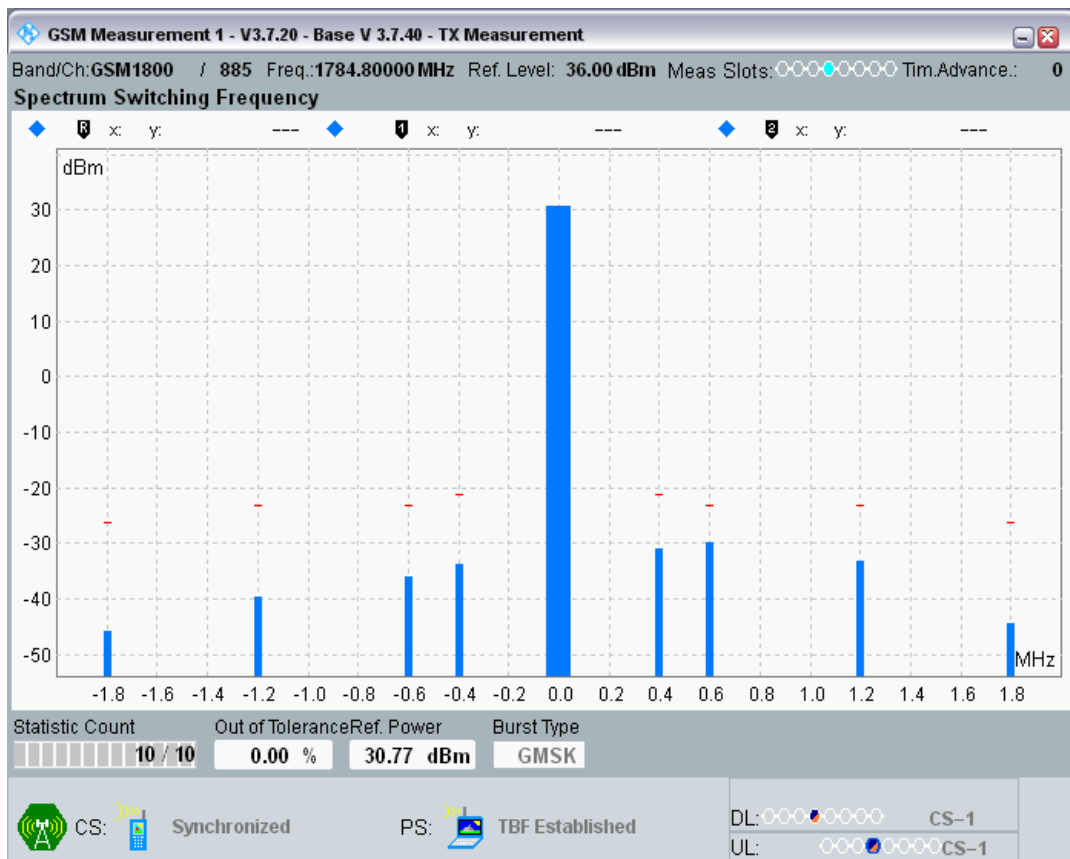 GSM Measurement 1 - V3.7.20 - Base V 3.7.40 - TX Measurement
Band/Ch:GSM1800 / 885 Freq.:1784.80000 MHz Ref. Level: 36.00 dBm Meas Slots: Tim.Advance.: 0
Spectrum Switching Frequency
R x: y: --- 1 x: y: --- 2 x: y: ---
dBm
30
20
10
0
-10
-20
-30
-40
-50
MHz
-1.8 -1.6 -1.4 -1.2 -1.0 -0.8 -0.6 -0.4 -0.2 0.0 0.2 0.4 0.6 0.8 1.0 1.2 1.4 1.6 1.8
Statistic Count Out of Tolerance Ref. Power Burst Type
10 / 10 0.00 % 30.77 dBm GMSK
CS: Synchronized PS: TBF Established DL: CS-1
UL: CS-1